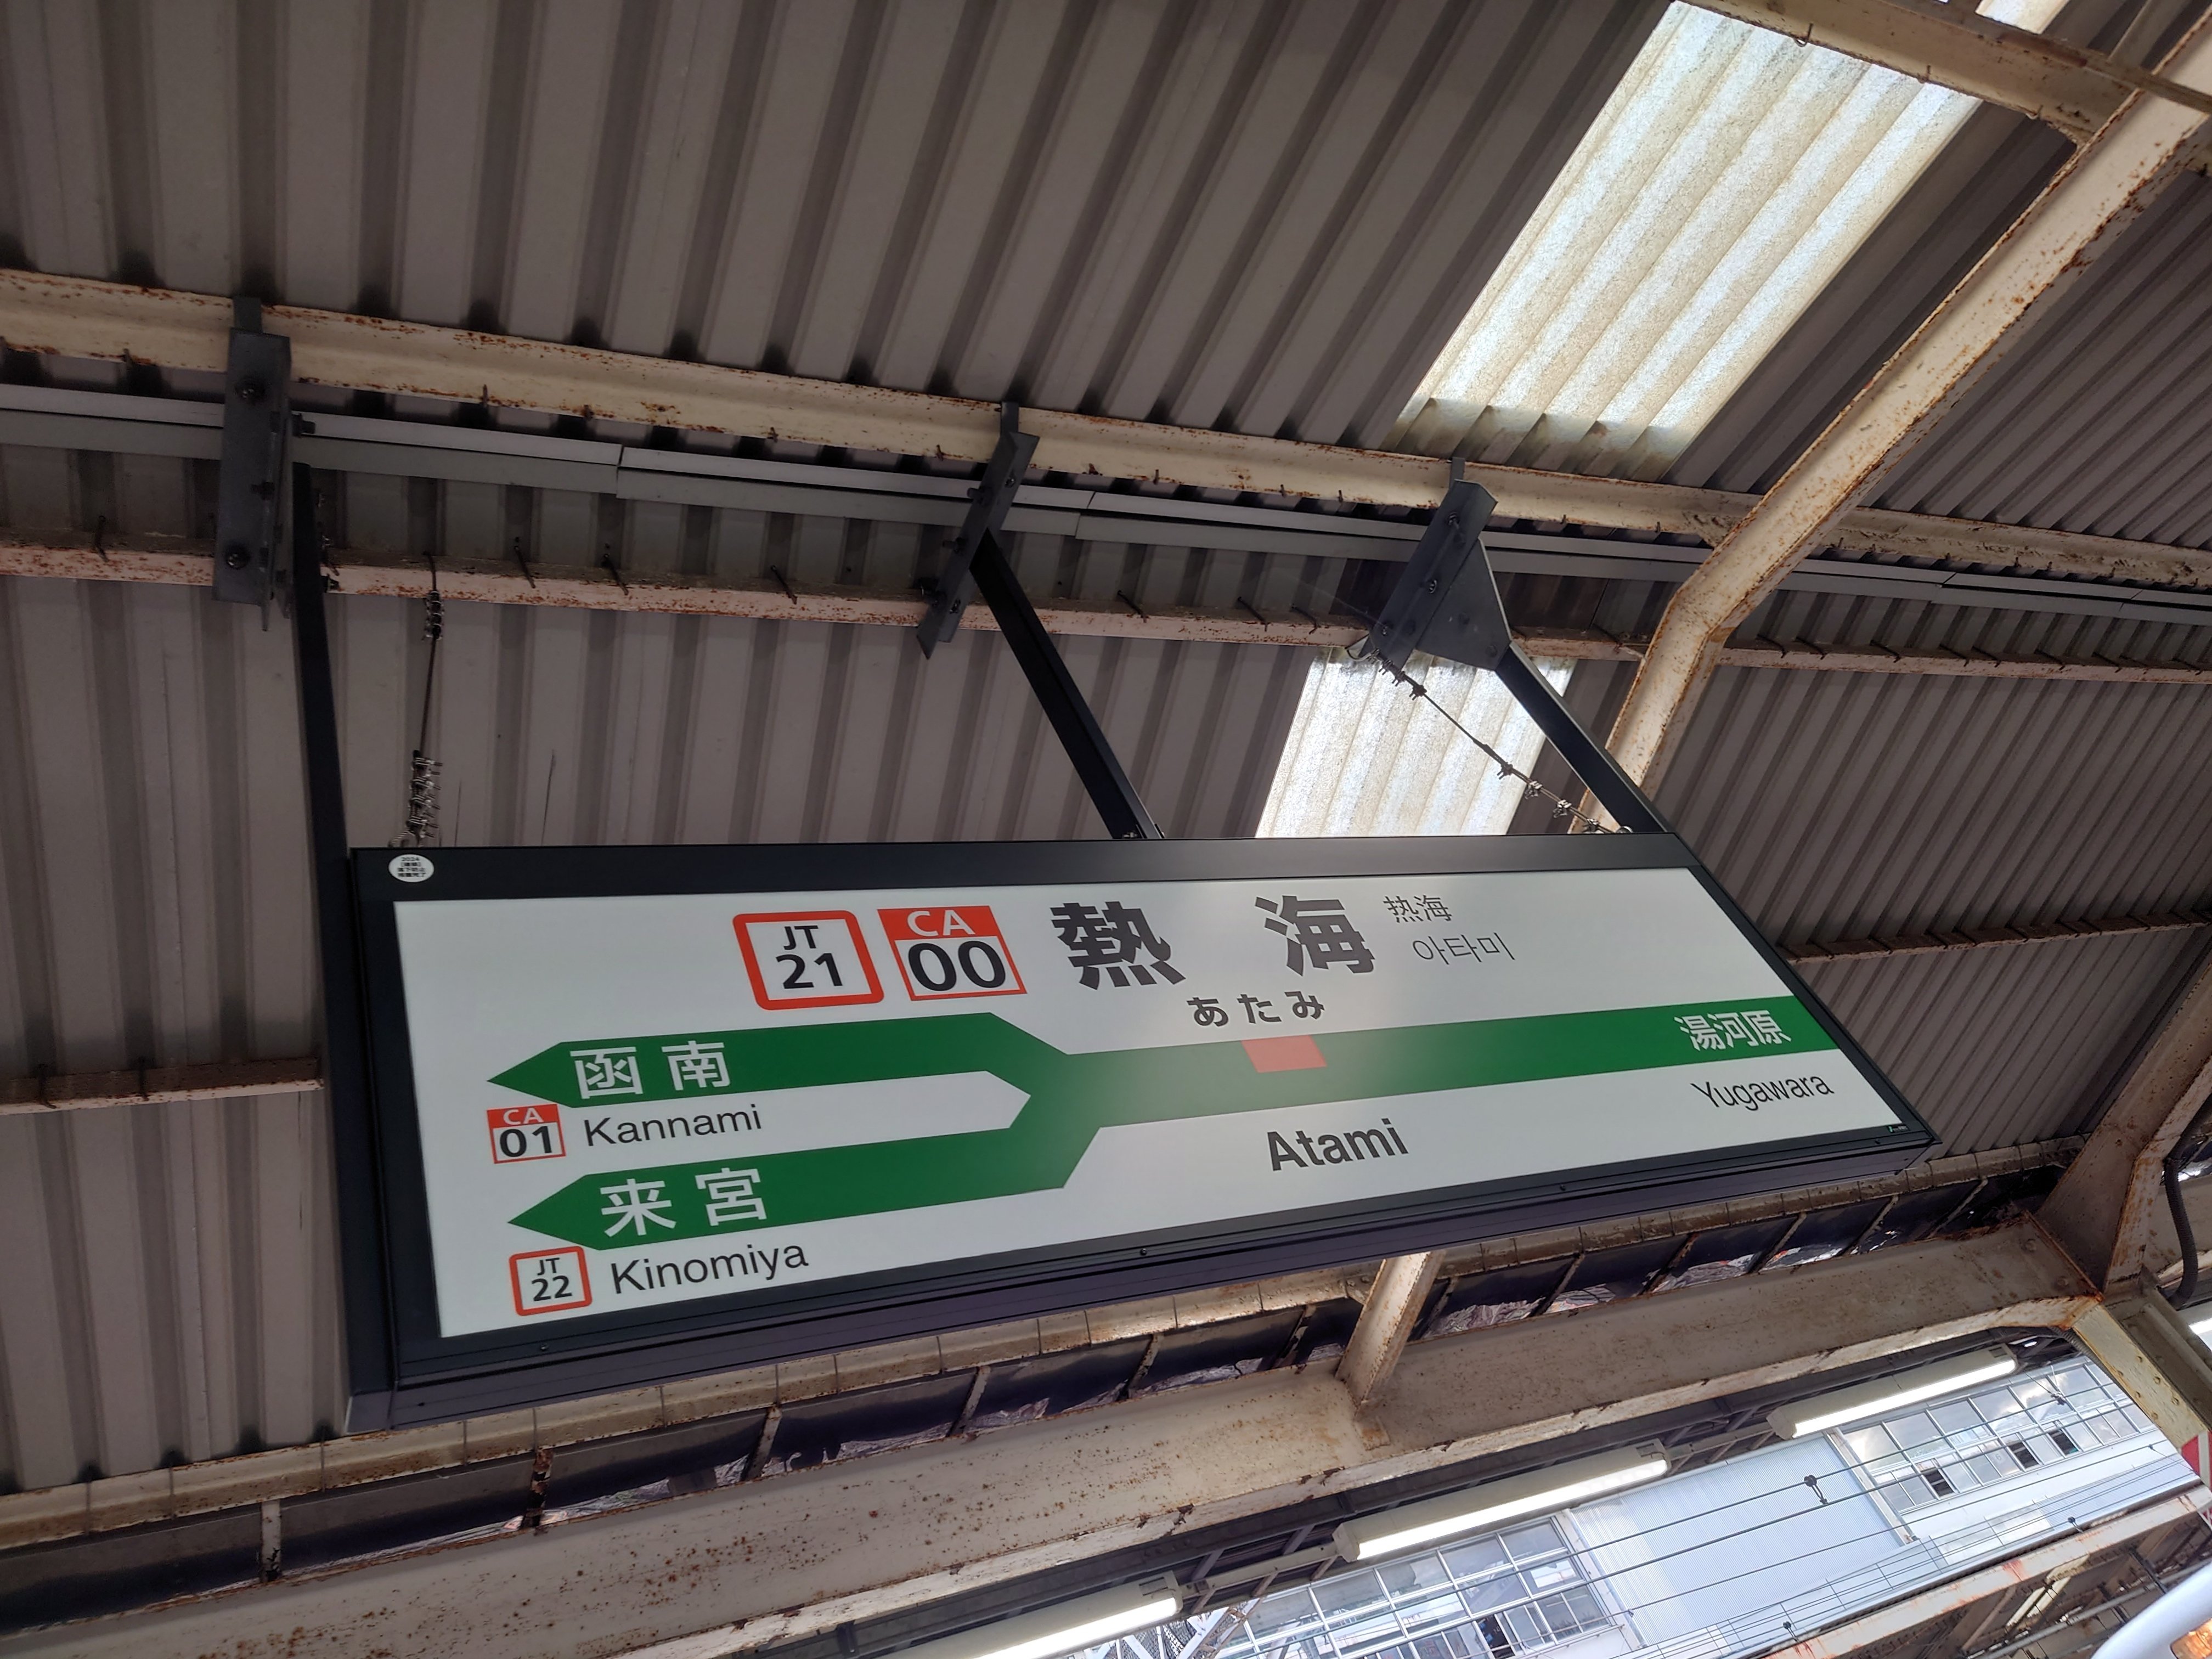 JT
21
CA
00
熱海
热海
아타미
あたみ
函南
湯河原
CA
01
Kannami
Atami
Yugawara
来宮
JT
22
Kinomiya